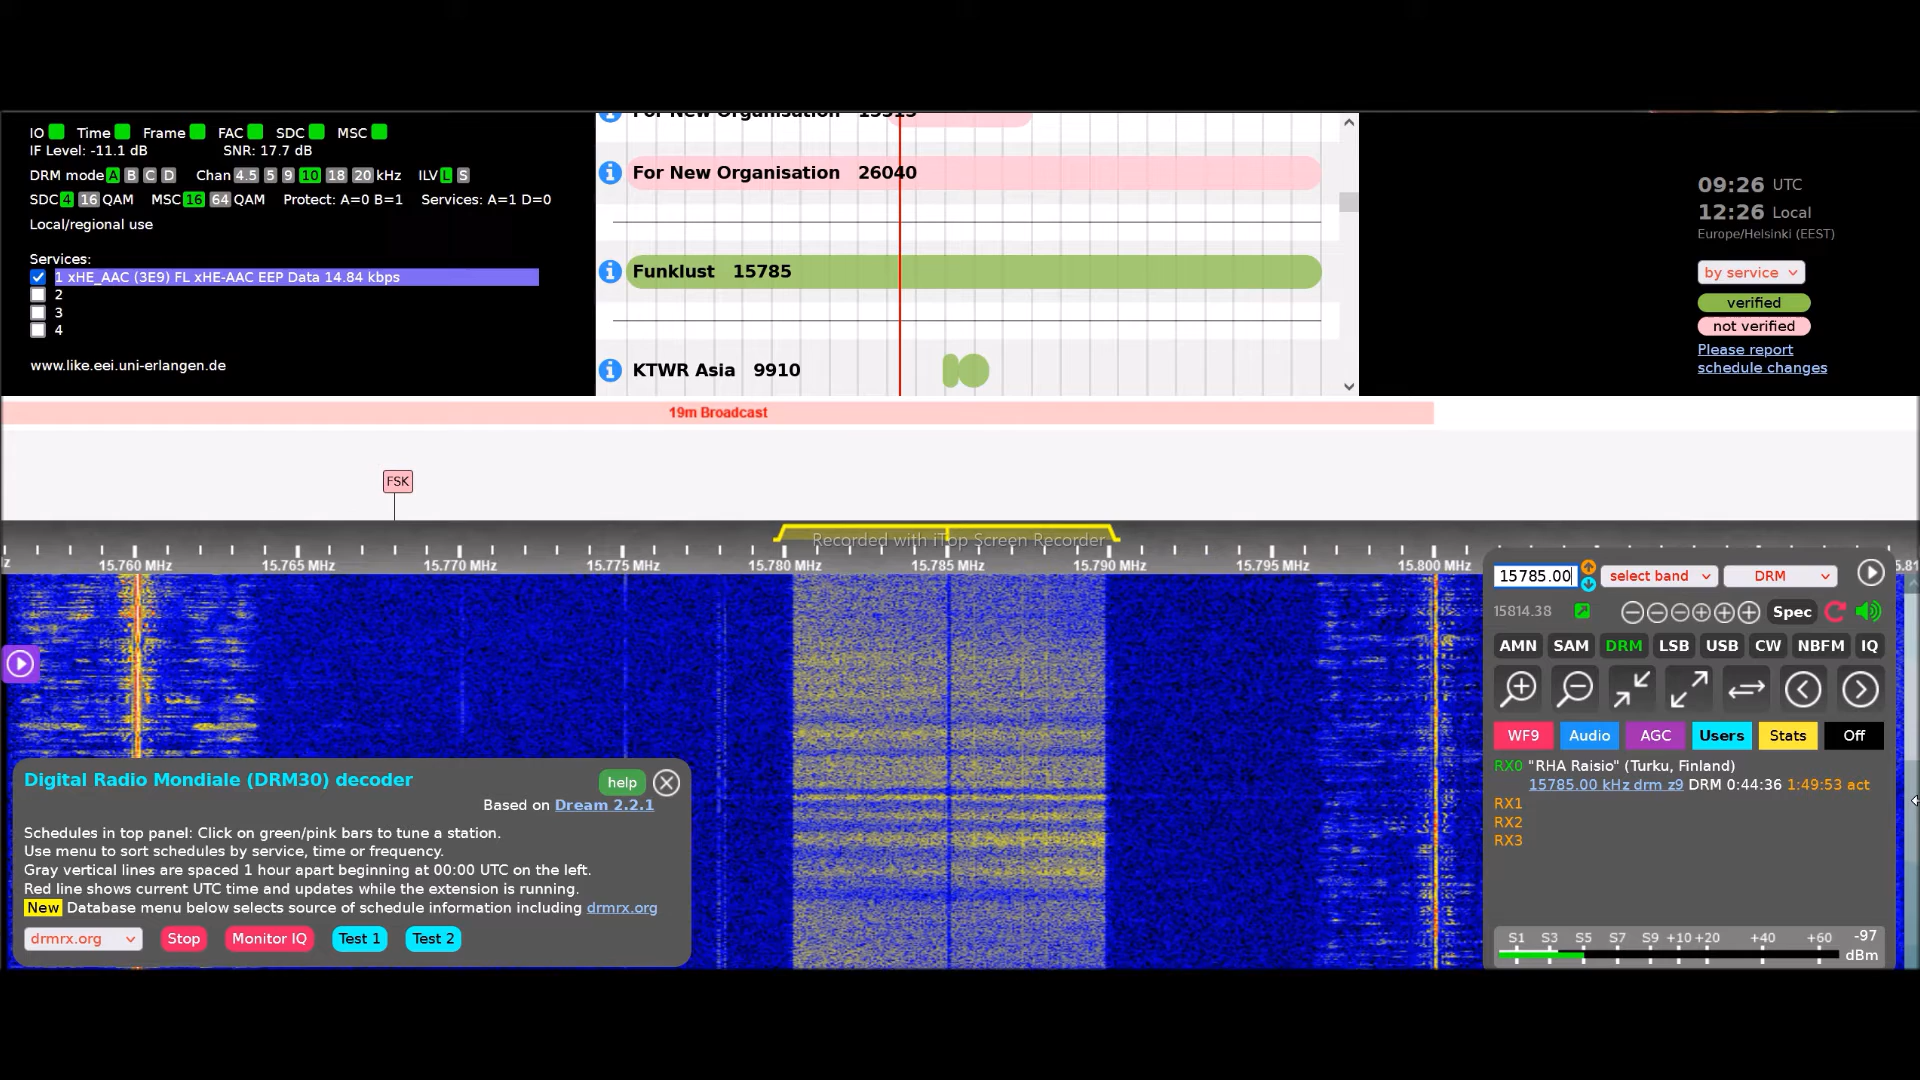 IO Time Frame FAC SDC MSC
IF Level: -11.1 dB SNR: 17.7 dB
DRM mode A B C D Chan 4.5 5 9 10 18 20 kHz ILV L S
SDC 4 16 QAM MSC 16 64 QAM Protect: A=0 B=1 Services: A=1 D=0
Local/regional use
Services:
1 xHE_AAC (3E9) FL xHE-AAC EEP Data 14.84 kbps
2
3
4
www.like.eei.uni-erlangen.de
For New Organisation 15515
For New Organisation 26040
Funklust 15785
KTWR Asia 9910
09:26 UTC
12:26 Local
Europe/Helsinki (EEST)
by service
verified
not verified
Please report
schedule changes
19m Broadcast
FSK
Recorded with iTop Screen Recorder
z 15.760 MHz 15.765 MHz 15.770 MHz 15.775 MHz 15.780 MHz 15.785 MHz 15.790 MHz 15.795 MHz 15.800 MHz 15.81
15785.00 select band DRM
15814.38 Spec
AMN SAM DRM LSB USB CW NBFM IQ
WF9 Audio AGC Users Stats Off
RX0 "RHA Raisio" (Turku, Finland)
15785.00 kHz drm z9 DRM 0:44:36 1:49:53 act
RX1
RX2
RX3
S1 S3 S5 S7 S9 +10 +20 +40 +60 -97
dBm
Digital Radio Mondiale (DRM30) decoder help
Based on Dream 2.2.1
Schedules in top panel: Click on green/pink bars to tune a station.
Use menu to sort schedules by service, time or frequency.
Gray vertical lines are spaced 1 hour apart beginning at 00:00 UTC on the left.
Red line shows current UTC time and updates while the extension is running.
New Database menu below selects source of schedule information including drmrx.org
drmrx.org Stop Monitor IQ Test 1 Test 2